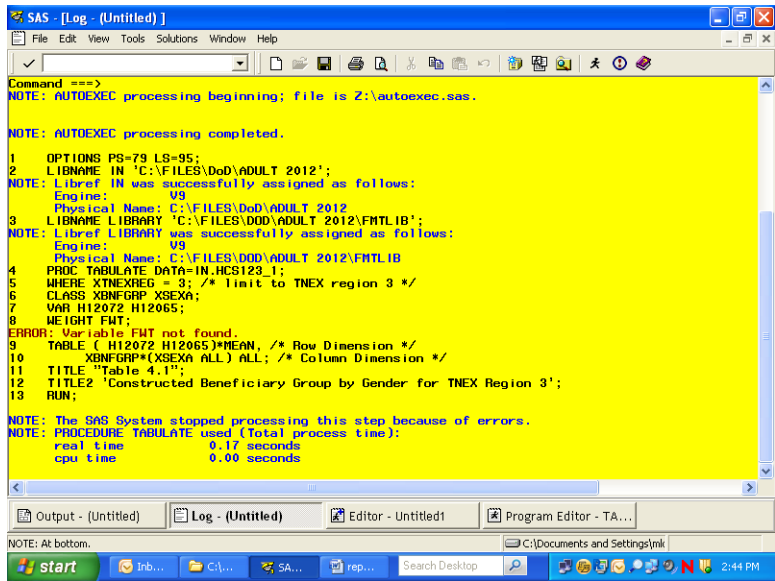 SAS - [Log - (Untitled) ]
File Edit View Tools Solutions Window Help
Command ===>
NOTE: AUTOEXEC processing beginning; file is Z:\autoexec.sas.
NOTE: AUTOEXEC processing completed.
1 OPTIONS PS=79 LS=95;
2 LIBNAME IN 'C:\FILES\DoD\ADULT 2012';
NOTE: Libref IN was successfully assigned as follows:
Engine: V9
Physical Name: C:\FILES\DoD\ADULT 2012
3 LIBNAME LIBRARY 'C:\FILES\DOD\ADULT 2012\FMTLIB';
NOTE: Libref LIBRARY was successfully assigned as follows:
Engine: V9
Physical Name: C:\FILES\DOD\ADULT 2012\FMTLIB
4 PROC TABULATE DATA=IN.HCS123_1;
5 WHERE XTNEXREG = 3; /* limit to TNEX region 3 */
6 CLASS XBNFGRP XSEXA;
7 VAR H12072 H12065;
8 WEIGHT FWT;
ERROR: Variable FWT not found.
9 TABLE ( H12072 H12065)*MEAN, /* Row Dimension */
10 XBNFGRP*(XSEXA ALL) ALL; /* Column Dimension */
11 TITLE "Table 4.1";
12 TITLE2 'Constructed Beneficiary Group by Gender for TNEX Region 3';
13 RUN;
NOTE: The SAS System stopped processing this step because of errors.
NOTE: PROCEDURE TABULATE used (Total process time):
real time 0.17 seconds
cpu time 0.00 seconds
Output - (Untitled) Log - (Untitled) Editor - Untitled1 Program Editor - TA...
NOTE: At bottom. C:\Documents and Settings\mk
start Inb... C:\... SA... rep... Search Desktop 2:44 PM